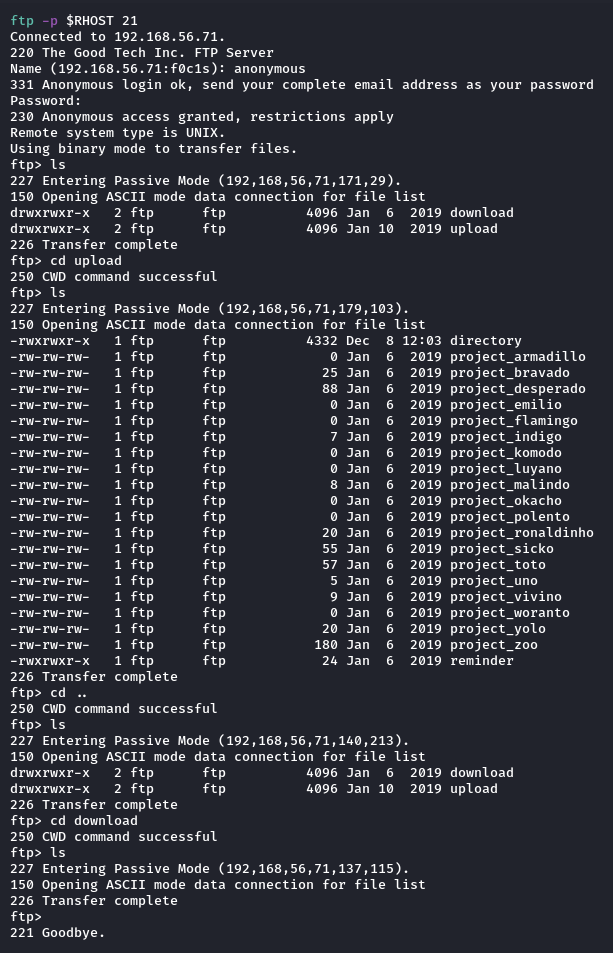 ftp -p $RHOST 21
Connected to 192.168.56.71.
220 The Good Tech Inc. FTP Server
Name (192.168.56.71:f0c1s): anonymous
331 Anonymous login ok, send your complete email address as your password
Password:
230 Anonymous access granted, restrictions apply
Remote system type is UNIX.
Using binary mode to transfer files.
ftp> ls
227 Entering Passive Mode (192,168,56,71,171,29).
150 Opening ASCII mode data connection for file list
drwxrwxr-x   2 ftp      ftp          4096 Jan  6  2019 download
drwxrwxr-x   2 ftp      ftp          4096 Jan 10  2019 upload
226 Transfer complete
ftp> cd upload
250 CWD command successful
ftp> ls
227 Entering Passive Mode (192,168,56,71,179,103).
150 Opening ASCII mode data connection for file list
-rwxrwxr-x   1 ftp      ftp          4332 Dec  8 12:03 directory
-rw-rw-rw-   1 ftp      ftp             0 Jan  6  2019 project_armadillo
-rw-rw-rw-   1 ftp      ftp            25 Jan  6  2019 project_bravado
-rw-rw-rw-   1 ftp      ftp            88 Jan  6  2019 project_desperado
-rw-rw-rw-   1 ftp      ftp             0 Jan  6  2019 project_emilio
-rw-rw-rw-   1 ftp      ftp             0 Jan  6  2019 project_flamingo
-rw-rw-rw-   1 ftp      ftp             7 Jan  6  2019 project_indigo
-rw-rw-rw-   1 ftp      ftp             0 Jan  6  2019 project_komodo
-rw-rw-rw-   1 ftp      ftp             0 Jan  6  2019 project_luyano
-rw-rw-rw-   1 ftp      ftp             8 Jan  6  2019 project_malindo
-rw-rw-rw-   1 ftp      ftp             0 Jan  6  2019 project_okacho
-rw-rw-rw-   1 ftp      ftp             0 Jan  6  2019 project_polento
-rw-rw-rw-   1 ftp      ftp            20 Jan  6  2019 project_ronaldinho
-rw-rw-rw-   1 ftp      ftp            55 Jan  6  2019 project_sicko
-rw-rw-rw-   1 ftp      ftp            57 Jan  6  2019 project_toto
-rw-rw-rw-   1 ftp      ftp             5 Jan  6  2019 project_uno
-rw-rw-rw-   1 ftp      ftp             9 Jan  6  2019 project_vivino
-rw-rw-rw-   1 ftp      ftp             0 Jan  6  2019 project_woranto
-rw-rw-rw-   1 ftp      ftp            20 Jan  6  2019 project_yolo
-rw-rw-rw-   1 ftp      ftp           180 Jan  6  2019 project_zoo
-rwxrwxr-x   1 ftp      ftp            24 Jan  6  2019 reminder
226 Transfer complete
ftp> cd ..
250 CWD command successful
ftp> ls
227 Entering Passive Mode (192,168,56,71,140,213).
150 Opening ASCII mode data connection for file list
drwxrwxr-x   2 ftp      ftp          4096 Jan  6  2019 download
drwxrwxr-x   2 ftp      ftp          4096 Jan 10  2019 upload
226 Transfer complete
ftp> cd download
250 CWD command successful
ftp> ls
227 Entering Passive Mode (192,168,56,71,137,115).
150 Opening ASCII mode data connection for file list
226 Transfer complete
ftp>
221 Goodbye.